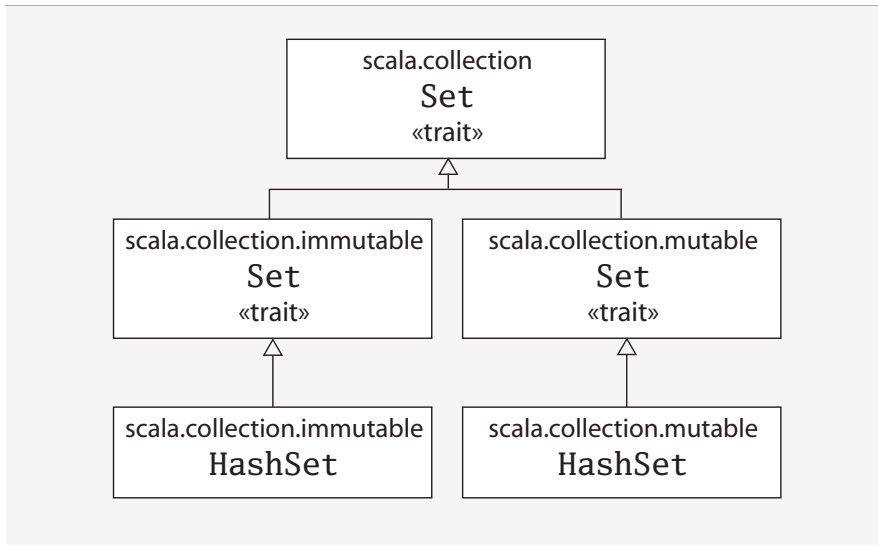 scala.collection
Set
«trait»
scala.collection.immutable
Set
«trait»
scala.collection.mutable
Set
«trait»
scala.collection.immutable
HashSet
scala.collection.mutable
HashSet